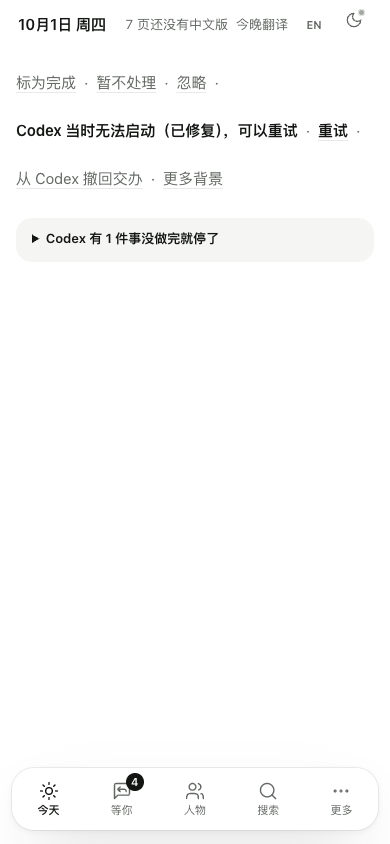 10月1日 周四 7 页还没有中文版 今晚翻译 EN
标为完成 · 暂不处理 · 忽略 ·
Codex 当时无法启动（已修复），可以重试 · 重试 ·
从 Codex 撤回交办 · 更多背景
▶ Codex 有 1 件事没做完就停了
4
今天 等你 人物 搜索 更多